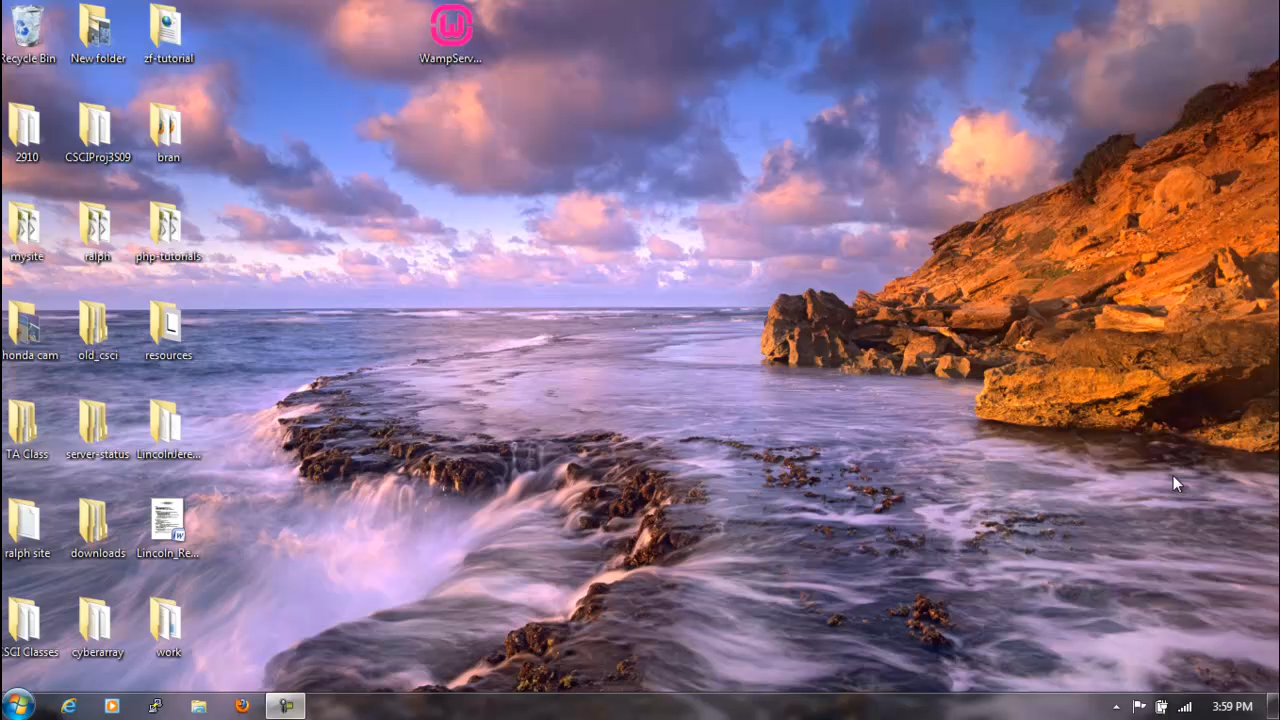 Recycle Bin
New folder
zf-tutorial
WampServ...
2910
CSCIProj3S09
bran
mysite
ralph
php-tutorials
honda cam
old_csci
resources
TA Class
server-status
LincolnJere...
ralph site
downloads
Lincoln_Re...
SCI Classes
cyberarray
work
3:59 PM